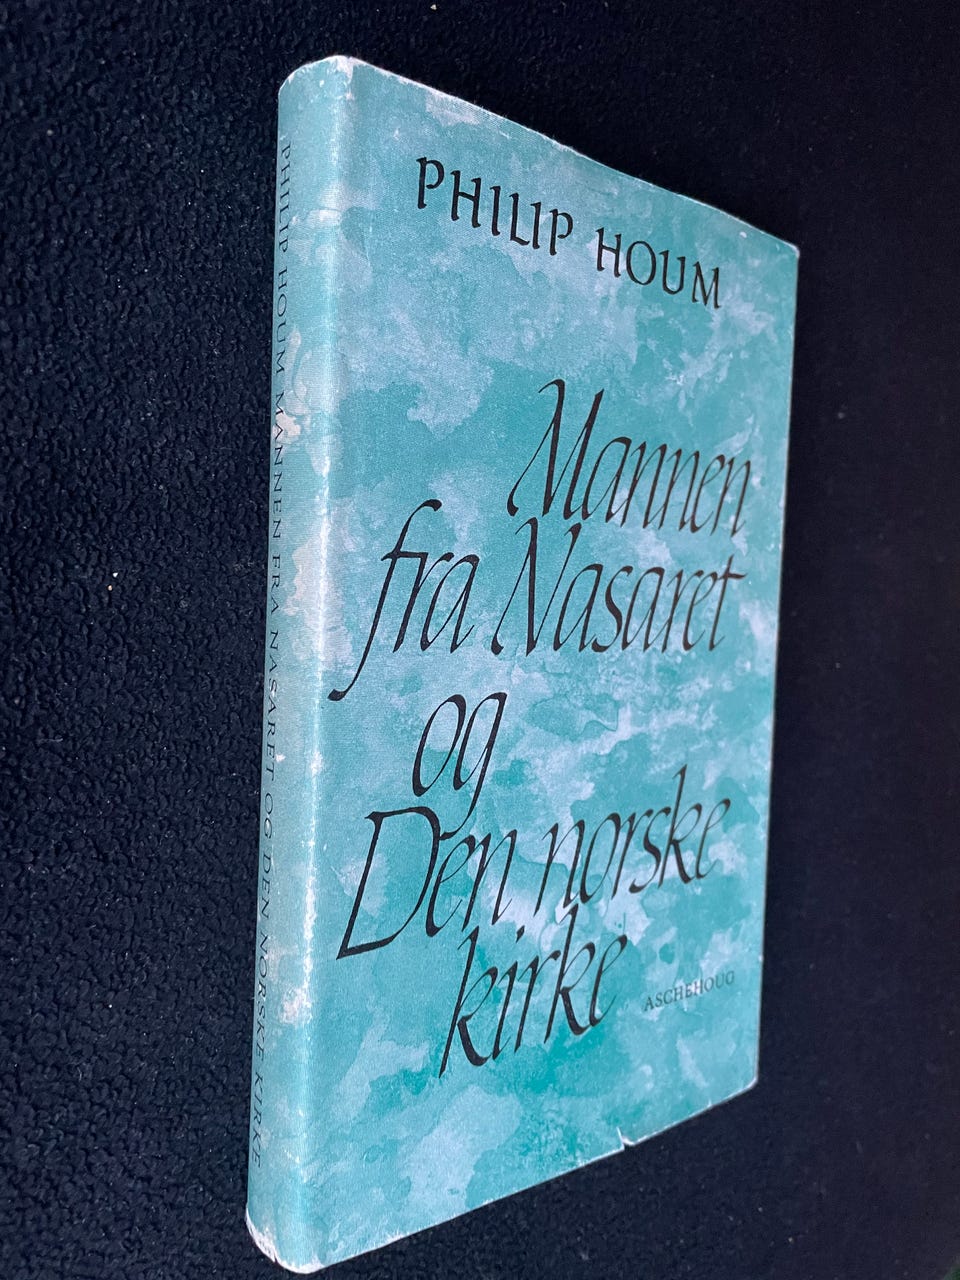 PHILIP HOUM
Mannen
fra Nasaret
og
Den norske
kirke
ASCHEHOUG
PHILIP HOUM MANNEN FRA NASARET OG DEN NORSKE KIRKE